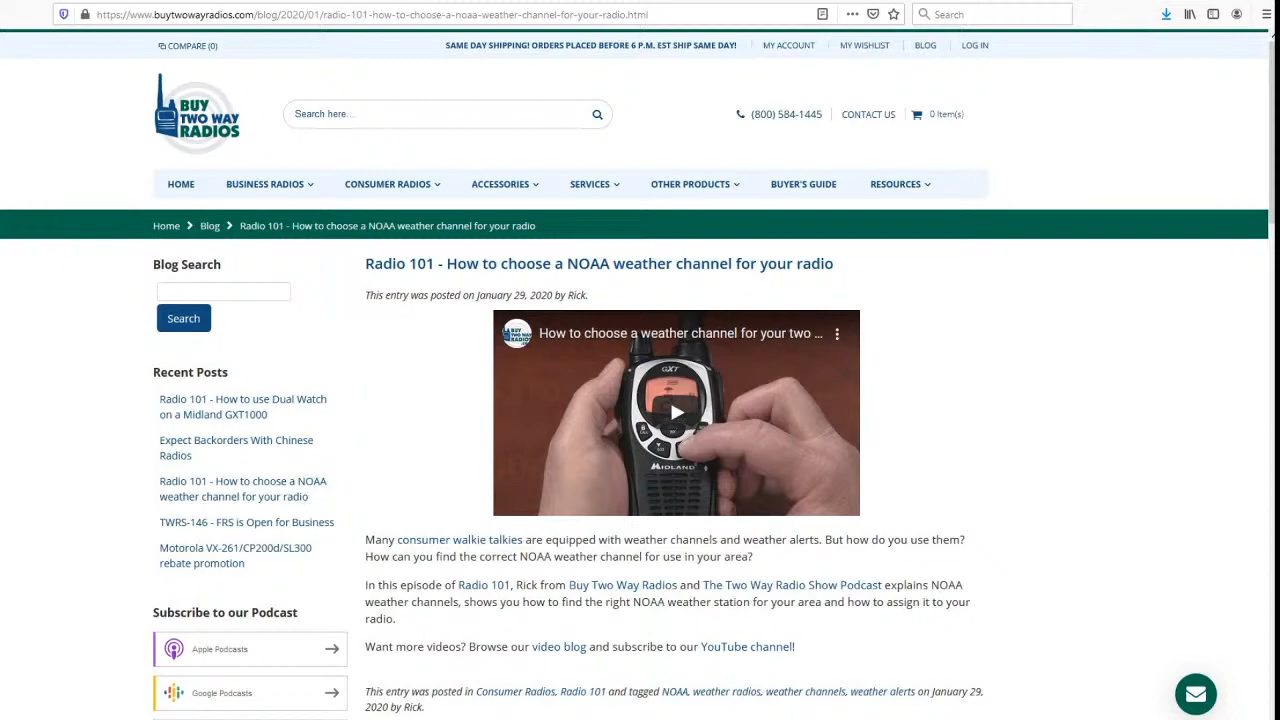 https://www.buytwowayradios.com/blog/2020/01/radio-101-how-to-choose-a-noaa-weather-channel-for-your-radio.html
Search
COMPARE (0)
SAME DAY SHIPPING! ORDERS PLACED BEFORE 6 P.M. EST SHIP SAME DAY!
MY ACCOUNT
MY WISHLIST
BLOG
LOG IN
BUY
TWO WAY
RADIOS
Search here...
(800) 584-1445
CONTACT US
0 Item(s)
HOME
BUSINESS RADIOS
CONSUMER RADIOS
ACCESSORIES
SERVICES
OTHER PRODUCTS
BUYER'S GUIDE
RESOURCES
Home
Blog
Radio 101 - How to choose a NOAA weather channel for your radio
Blog Search
Search
Recent Posts
Radio 101 - How to use Dual Watch
on a Midland GXT1000
Expect Backorders With Chinese
Radios
Radio 101 - How to choose a NOAA
weather channel for your radio
TWRS-146 - FRS is Open for Business
Motorola VX-261/CP200d/SL300
rebate promotion
Subscribe to our Podcast
Apple Podcasts
Google Podcasts
Radio 101 - How to choose a NOAA weather channel for your radio
This entry was posted on January 29, 2020 by Rick.
How to choose a weather channel for your two ...
GXT
MIDLAND
Many consumer walkie talkies are equipped with weather channels and weather alerts. But how do you use them?
How can you find the correct NOAA weather channel for use in your area?
In this episode of Radio 101, Rick from Buy Two Way Radios and The Two Way Radio Show Podcast explains NOAA
weather channels, shows you how to find the right NOAA weather station for your area and how to assign it to your
radio.
Want more videos? Browse our video blog and subscribe to our YouTube channel!
This entry was posted in Consumer Radios, Radio 101 and tagged NOAA, weather radios, weather channels, weather alerts on January 29,
2020 by Rick.